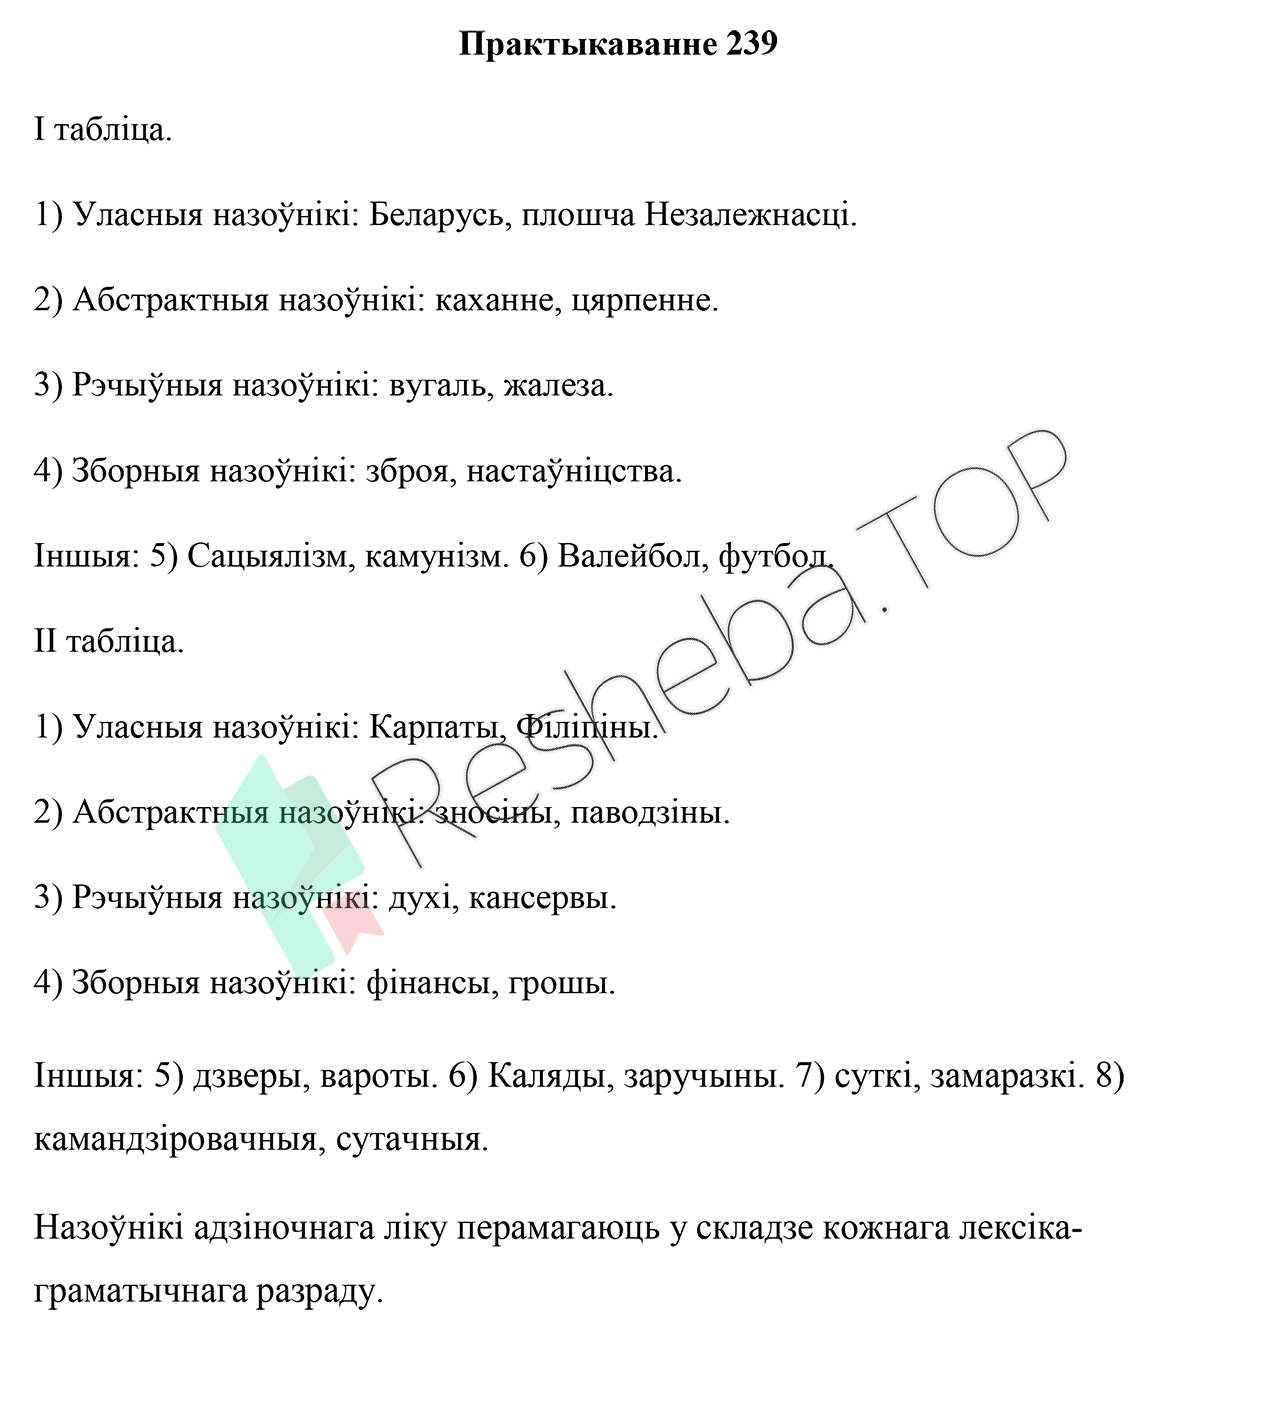 Практыкаванне 239
I табліца.
1) Уласныя назоўнікі: Беларусь, плошча Незалежнасці.
2) Абстрактныя назоўнікі: каханне, цярпенне.
3) Рэчыўныя назоўнікі: вугаль, жалеза.
4) Зборныя назоўнікі: зброя, настаўніцства.
Іншыя: 5) Сацыялізм, камунізм. 6) Валейбол, футбол.
II табліца.
1) Уласныя назоўнікі: Карпаты, Філіпіны.
2) Абстрактныя назоўнікі: зносіны, паводзіны.
3) Рэчыўныя назоўнікі: духі, кансервы.
4) Зборныя назоўнікі: фінансы, грошы.
Іншыя: 5) дзверы, вароты. 6) Каляды, заручыны. 7) суткі, замаразкі. 8)
камандзіровачныя, сутачныя.
Назоўнікі адзіночнага ліку перамагаюць у складзе кожнага лексіка-
граматычнага разраду.
Resheba.TOP